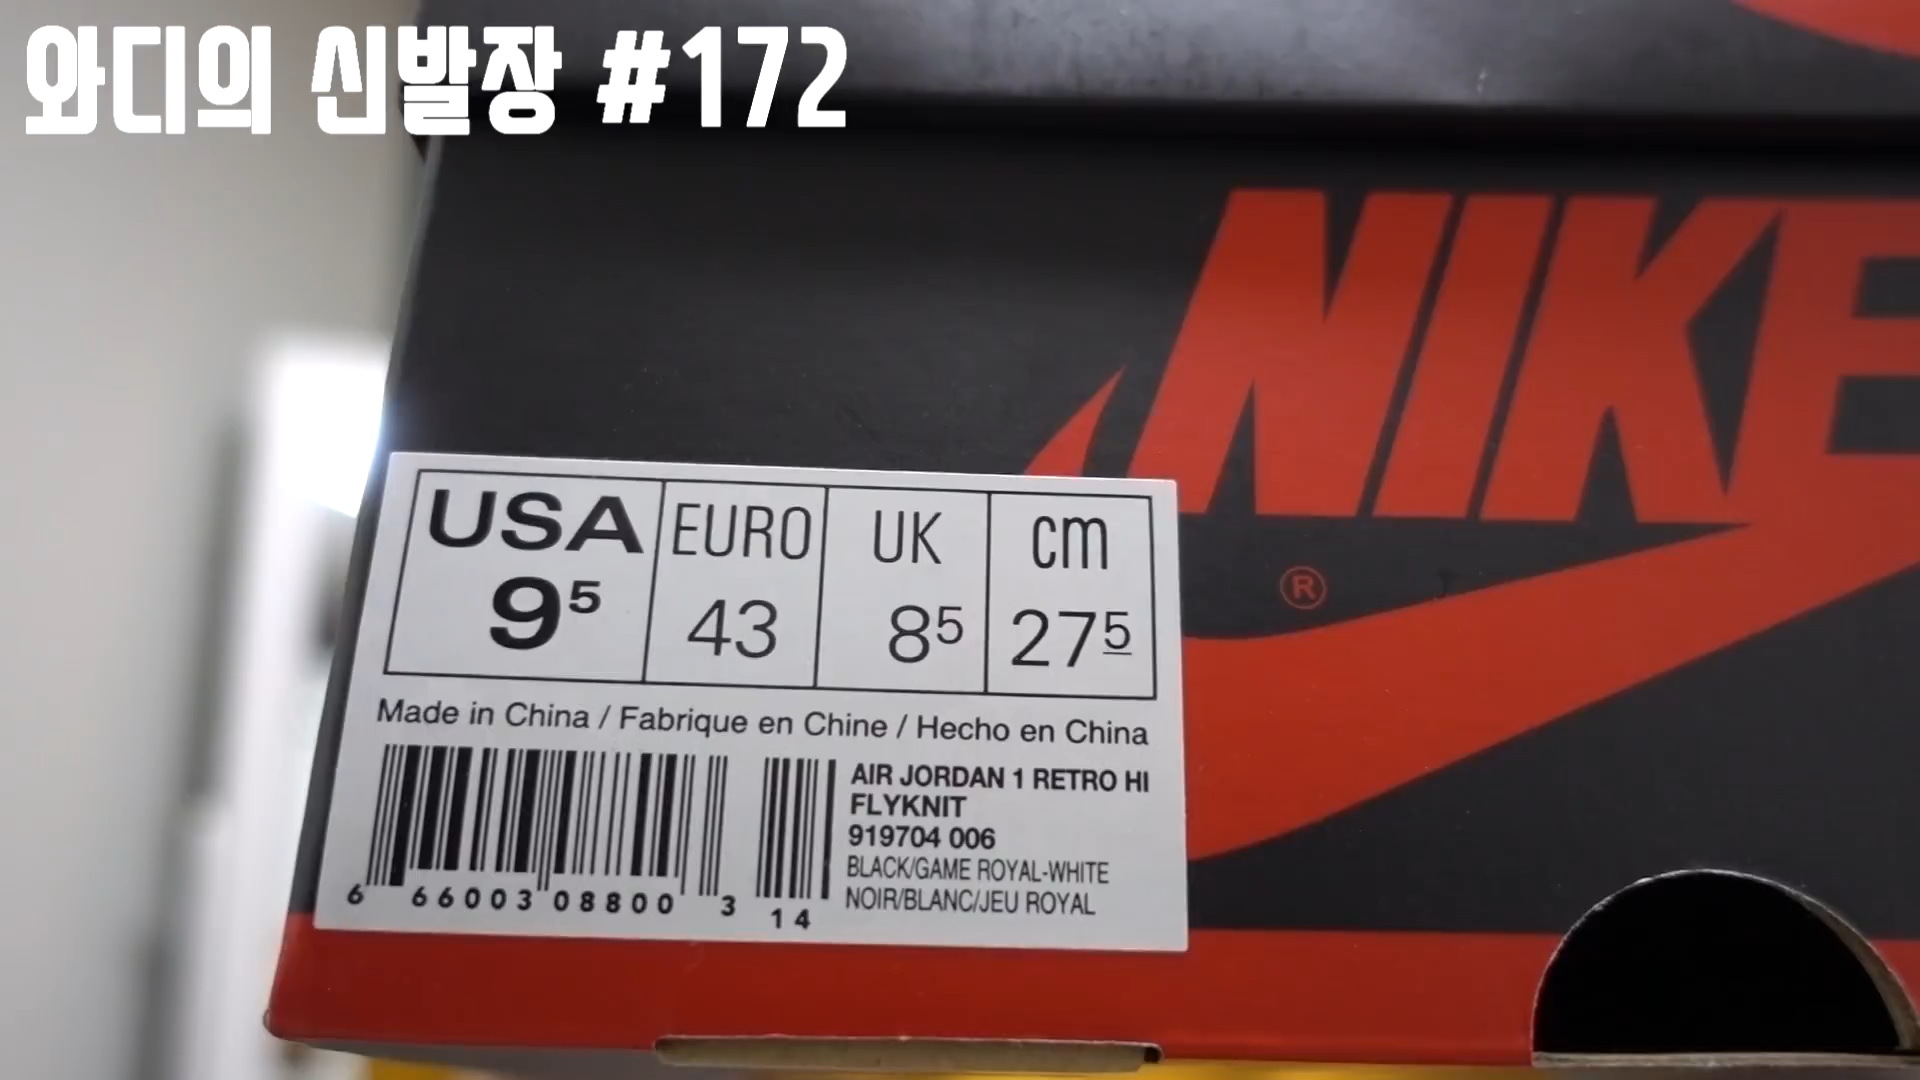 와디의 신발장 #172
NIKE
®
USA EURO UK cm
9⁵ 43 8⁵ 27⁵
Made in China / Fabrique en Chine / Hecho en China
AIR JORDAN 1 RETRO HI
FLYKNIT
919704 006
BLACK/GAME ROYAL-WHITE
NOIR/BLANC/JEU ROYAL
6 66003 08800 3 14